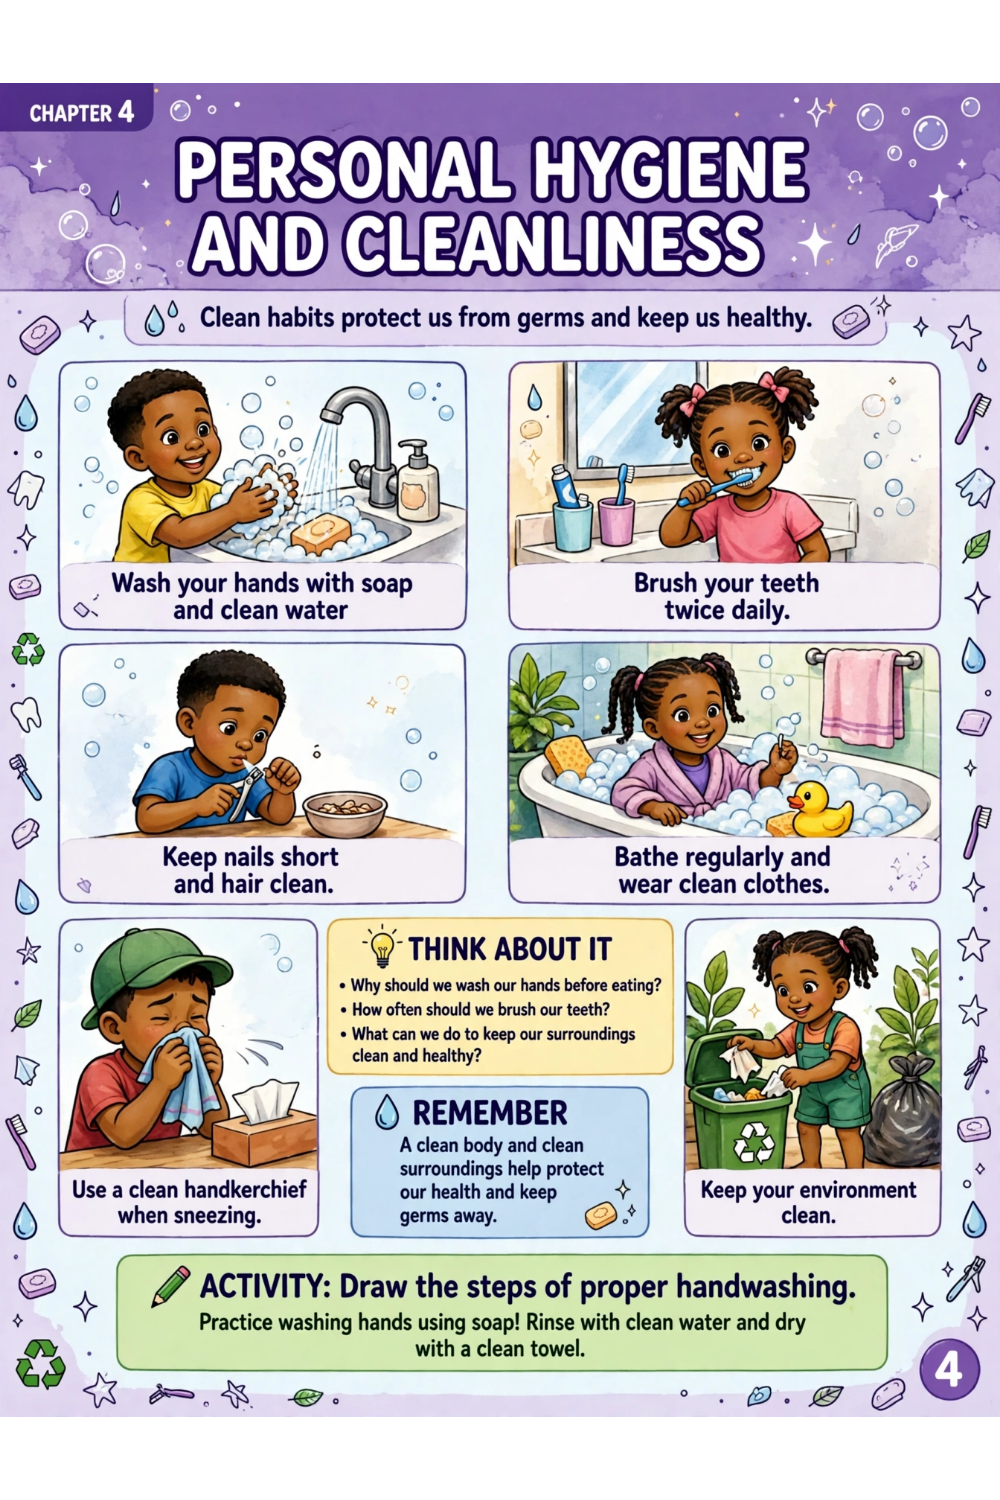 CHAPTER 4
PERSONAL HYGIENE
AND CLEANLINESS
Clean habits protect us from germs and keep us healthy.
Wash your hands with soap
and clean water
Brush your teeth
twice daily.
Keep nails short
and hair clean.
Bathe regularly and
wear clean clothes.
Use a clean handkerchief
when sneezing.
THINK ABOUT IT
• Why should we wash our hands before eating?
• How often should we brush our teeth?
• What can we do to keep our surroundings
clean and healthy?
REMEMBER
A clean body and clean
surroundings help protect
our health and keep
germs away.
Keep your environment
clean.
ACTIVITY: Draw the steps of proper handwashing.
Practice washing hands using soap! Rinse with clean water and dry
with a clean towel.
4